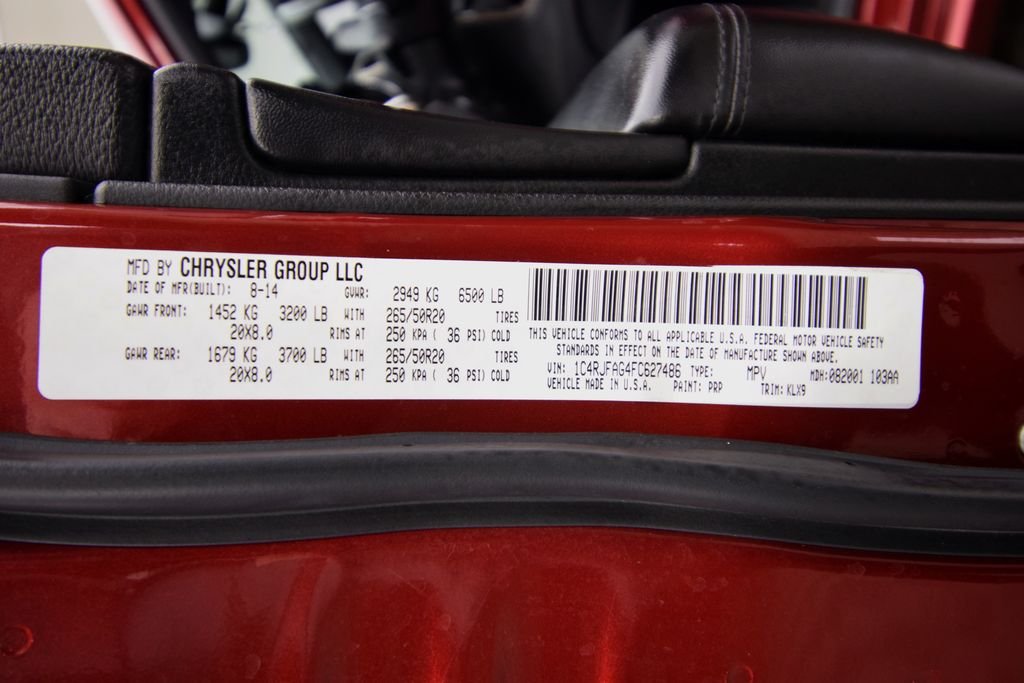 MFD BY CHRYSLER GROUP LLC
DATE OF MFR(BUILT): 8-14 GVWR: 2949 KG 6500 LB
GAWR FRONT: 1452 KG 3200 LB WITH 265/50R20 TIRES
20X8.0 RIMS AT 250 KPA ( 36 PSI) COLD
GAWR REAR: 1679 KG 3700 LB WITH 265/50R20 TIRES
20X8.0 RIMS AT 250 KPA ( 36 PSI) COLD
THIS VEHICLE CONFORMS TO ALL APPLICABLE U.S.A. FEDERAL MOTOR VEHICLE SAFETY
STANDARDS IN EFFECT ON THE DATE OF MANUFACTURE SHOWN ABOVE.
VIN: 1C4RJFAG4FC627486 TYPE: MPV MDH:082001 103AA
VEHICLE MADE IN U.S.A. PAINT: PRP TRIM: KLX9